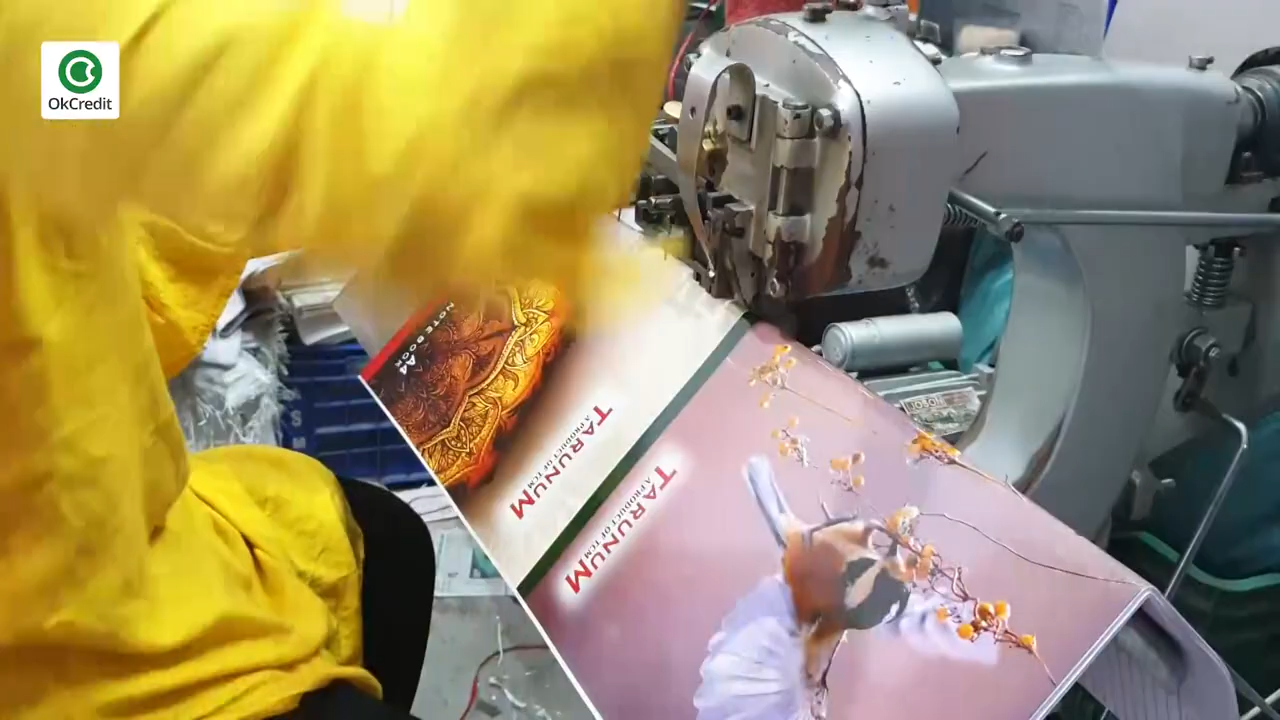 OkCredit
A4
NOTEBOOK
TARUNUM
A PRODUCT OF TCM
TARUNUM
A PRODUCT OF TCM
S
M